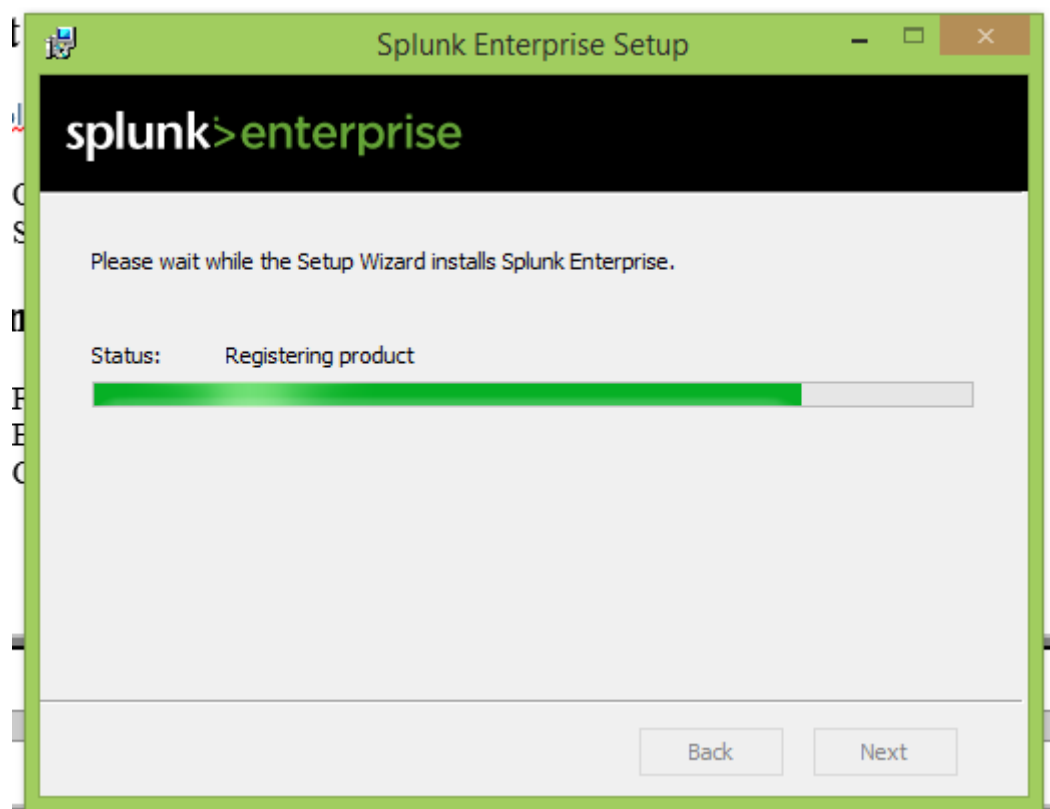 Splunk Enterprise Setup
splunk>enterprise
Please wait while the Setup Wizard installs Splunk Enterprise.
Status: Registering product
Back Next